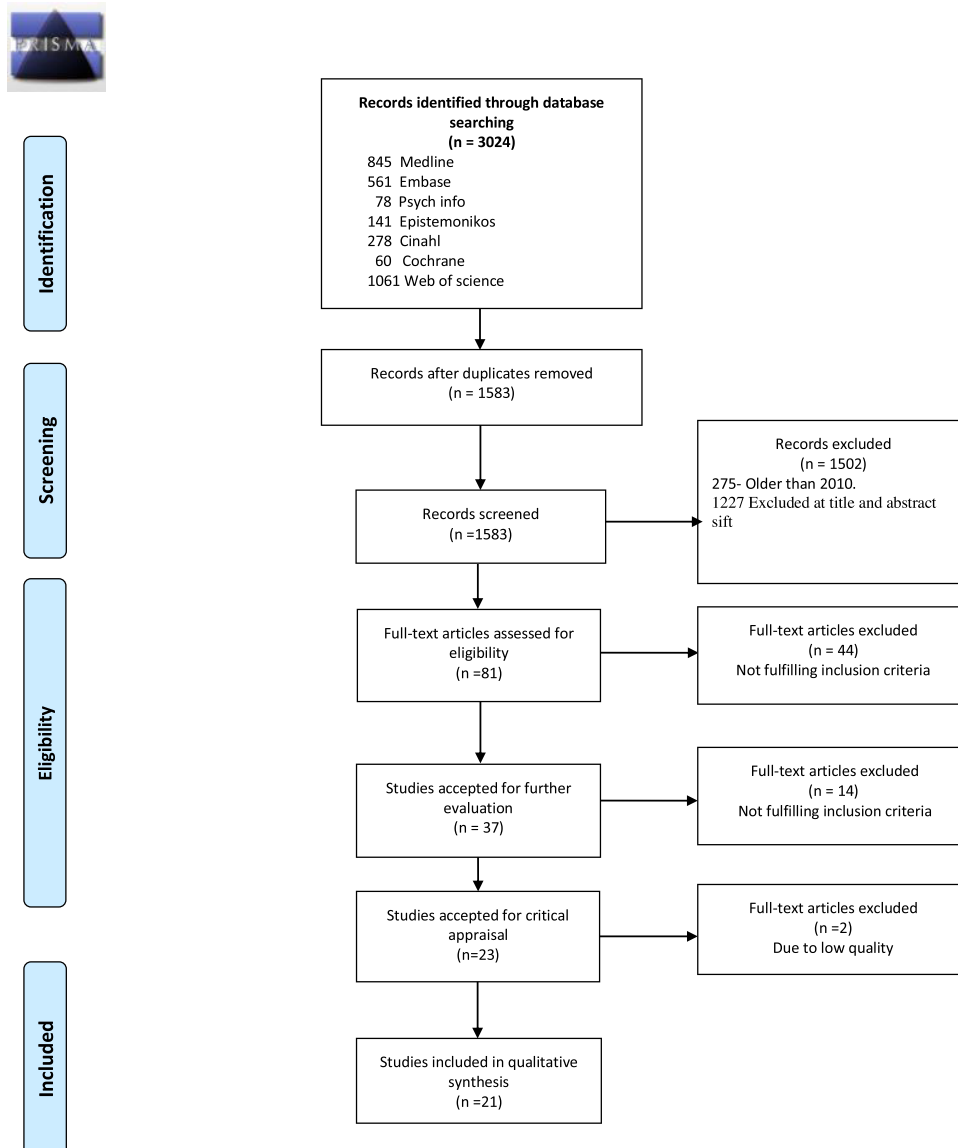 PRISMA
Identification
Records identified through database
searching
(n = 3024)
845 Medline
561 Embase
78 Psych info
141 Epistemonikos
278 Cinahl
60 Cochrane
1061 Web of science
Screening
Records after duplicates removed
(n = 1583)
Records screened
(n =1583)
Records excluded
(n = 1502)
275- Older than 2010.
1227 Excluded at title and abstract
sift
Eligibility
Full-text articles assessed for
eligibility
(n =81)
Full-text articles excluded
(n = 44)
Not fulfilling inclusion criteria
Studies accepted for further
evaluation
(n = 37)
Full-text articles excluded
(n = 14)
Not fulfilling inclusion criteria
Studies accepted for critical
appraisal
(n=23)
Full-text articles excluded
(n =2)
Due to low quality
Included
Studies included in qualitative
synthesis
(n =21)